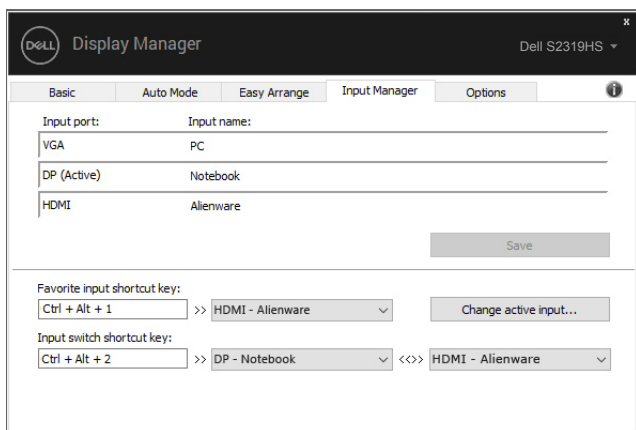 x
DELL Display Manager Dell S2319HS
Basic Auto Mode Easy Arrange Input Manager Options i
Input port: Input name:
VGA PC
DP (Active) Notebook
HDMI Alienware
Save
Favorite input shortcut key:
Ctrl + Alt + 1 >> HDMI - Alienware Change active input...
Input switch shortcut key:
Ctrl + Alt + 2 >> DP - Notebook <<>> HDMI - Alienware